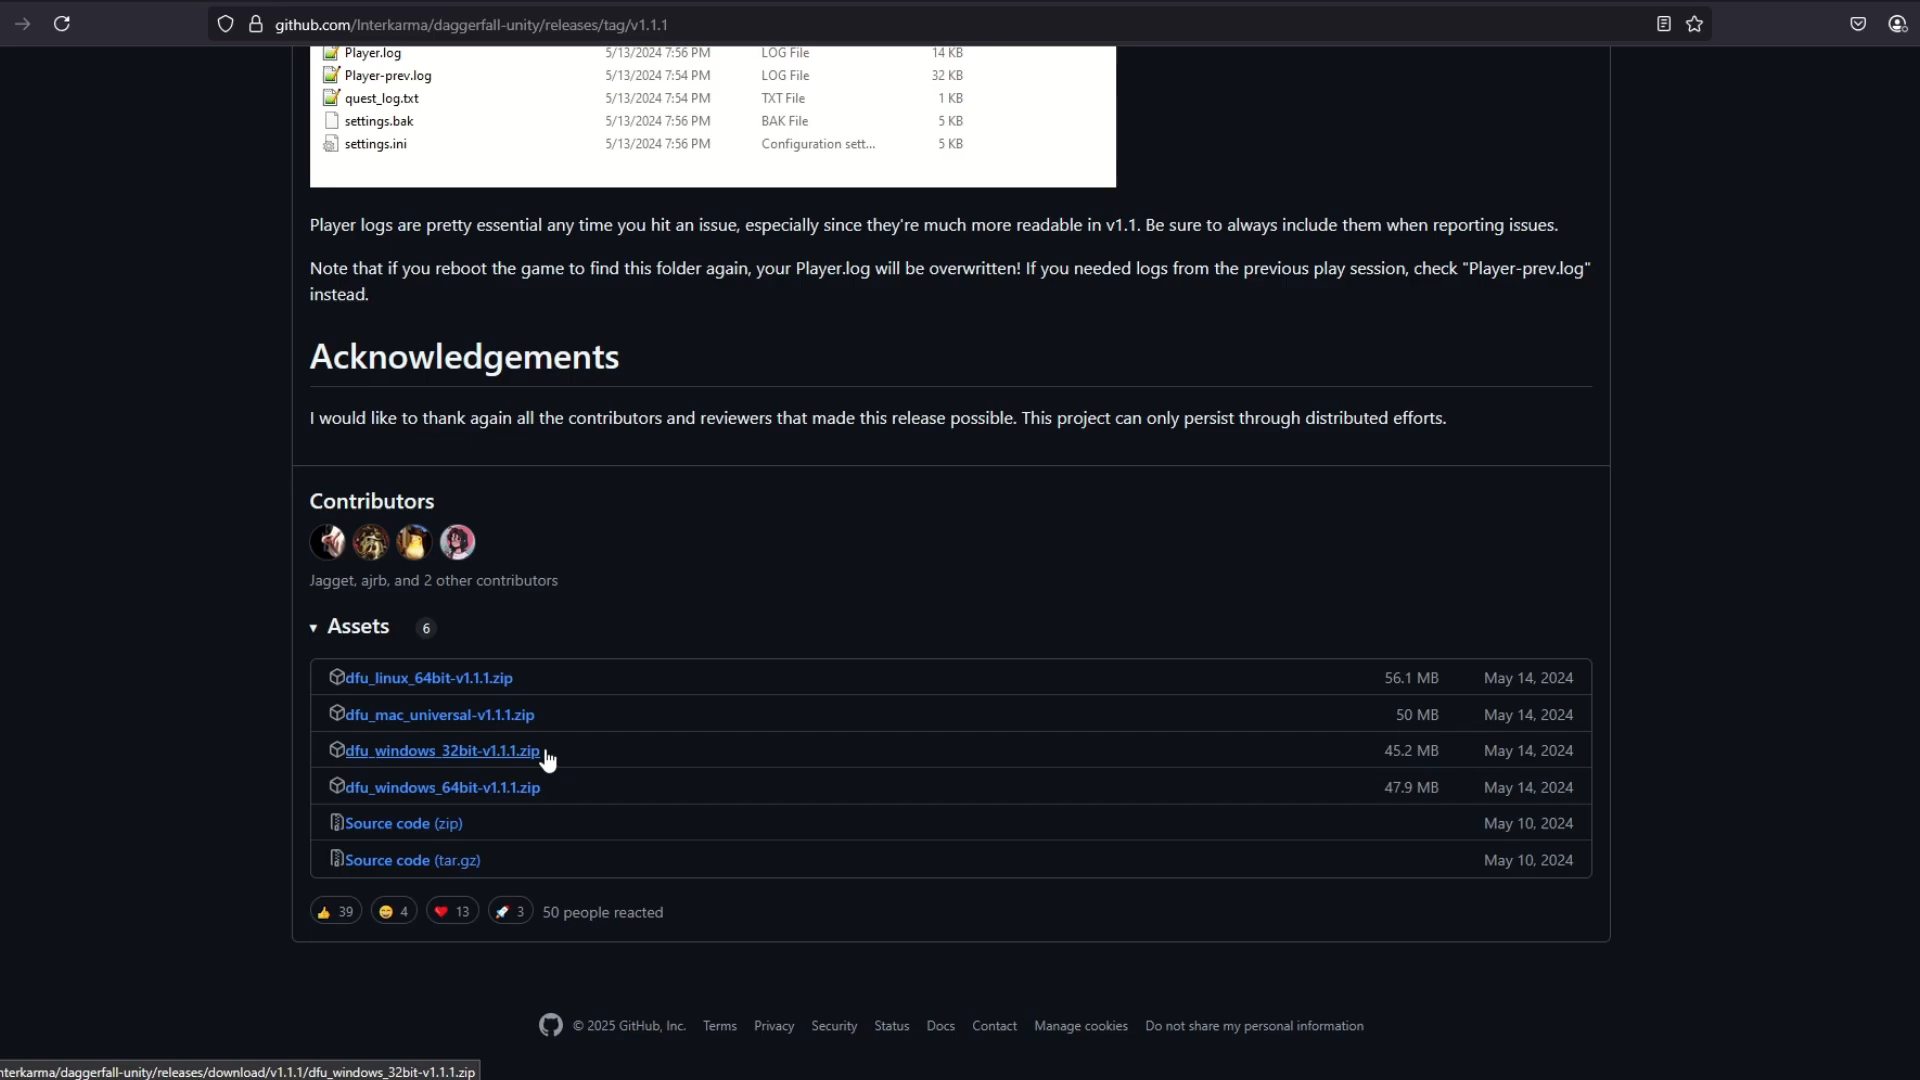 github.com/Interkarma/daggerfall-unity/releases/tag/v1.1.1
Player.log 5/13/2024 7:56 PM LOG File 14 KB
Player-prev.log 5/13/2024 7:54 PM LOG File 32 KB
quest_log.txt 5/13/2024 7:54 PM TXT File 1 KB
settings.bak 5/13/2024 7:56 PM BAK File 5 KB
settings.ini 5/13/2024 7:56 PM Configuration sett... 5 KB
Player logs are pretty essential any time you hit an issue, especially since they're much more readable in v1.1. Be sure to always include them when reporting issues.
Note that if you reboot the game to find this folder again, your Player.log will be overwritten! If you needed logs from the previous play session, check "Player-prev.log"
instead.
Acknowledgements
I would like to thank again all the contributors and reviewers that made this release possible. This project can only persist through distributed efforts.
Contributors
Jagget, ajrb, and 2 other contributors
Assets 6
dfu_linux_64bit-v1.1.1.zip 56.1 MB May 14, 2024
dfu_mac_universal-v1.1.1.zip 50 MB May 14, 2024
dfu_windows_32bit-v1.1.1.zip 45.2 MB May 14, 2024
dfu_windows_64bit-v1.1.1.zip 47.9 MB May 14, 2024
Source code (zip) May 10, 2024
Source code (tar.gz) May 10, 2024
39 4 13 3 50 people reacted
© 2025 GitHub, Inc. Terms Privacy Security Status Docs Contact Manage cookies Do not share my personal information
nterkarma/daggerfall-unity/releases/download/v1.1.1/dfu_windows_32bit-v1.1.1.zip